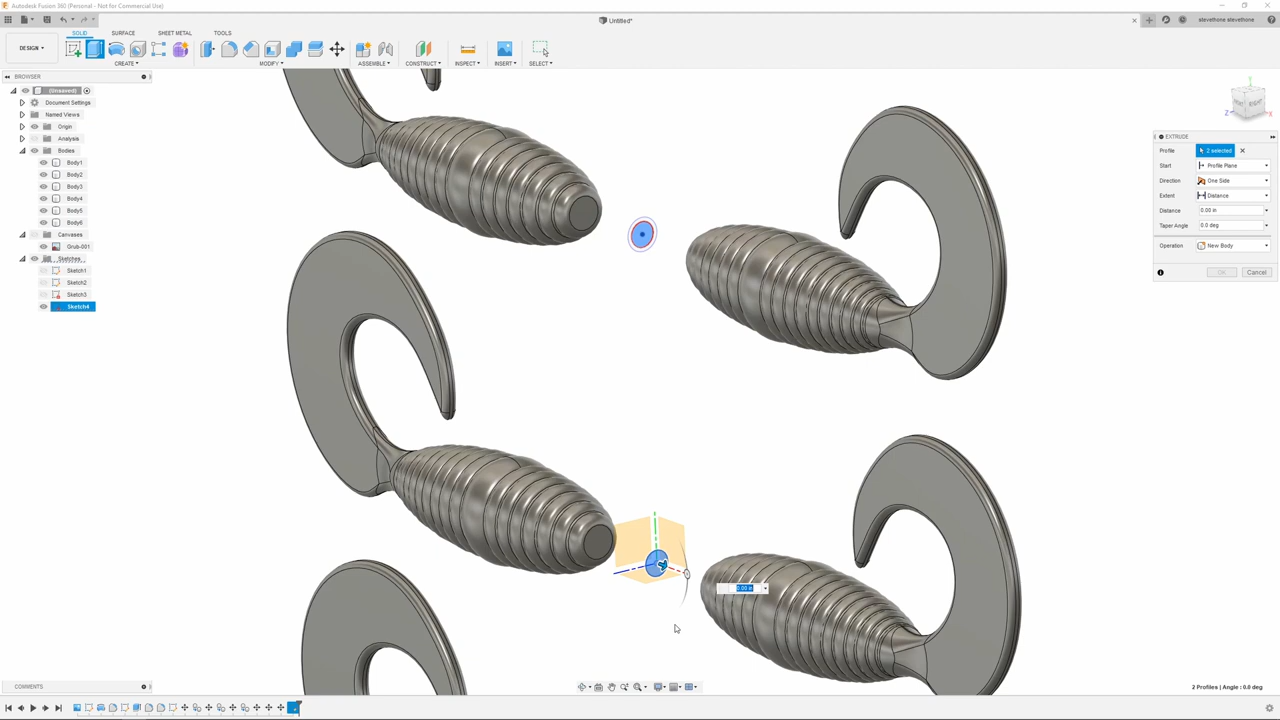 Autodesk Fusion 360 (Personal - Not for Commercial Use)
Untitled*
stevethone stevethone
DESIGN
SOLID
SURFACE
SHEET METAL
TOOLS
CREATE
MODIFY
ASSEMBLE
CONSTRUCT
INSPECT
INSERT
SELECT
BROWSER
(Unsaved)
Document Settings
Named Views
Origin
Analysis
Bodies
Body1
Body2
Body3
Body4
Body5
Body6
Canvases
Grub-001
Sketches
Sketch1
Sketch2
Sketch3
Sketch4
RIGHT
Z
EXTRUDE
Profile
2 selected
Start
Profile Plane
Direction
One Side
Extent
Distance
Distance
0.00 in
Taper Angle
0.0 deg
Operation
New Body
OK
Cancel
0.00 in
COMMENTS
2 Profiles | Angle : 0.0 deg